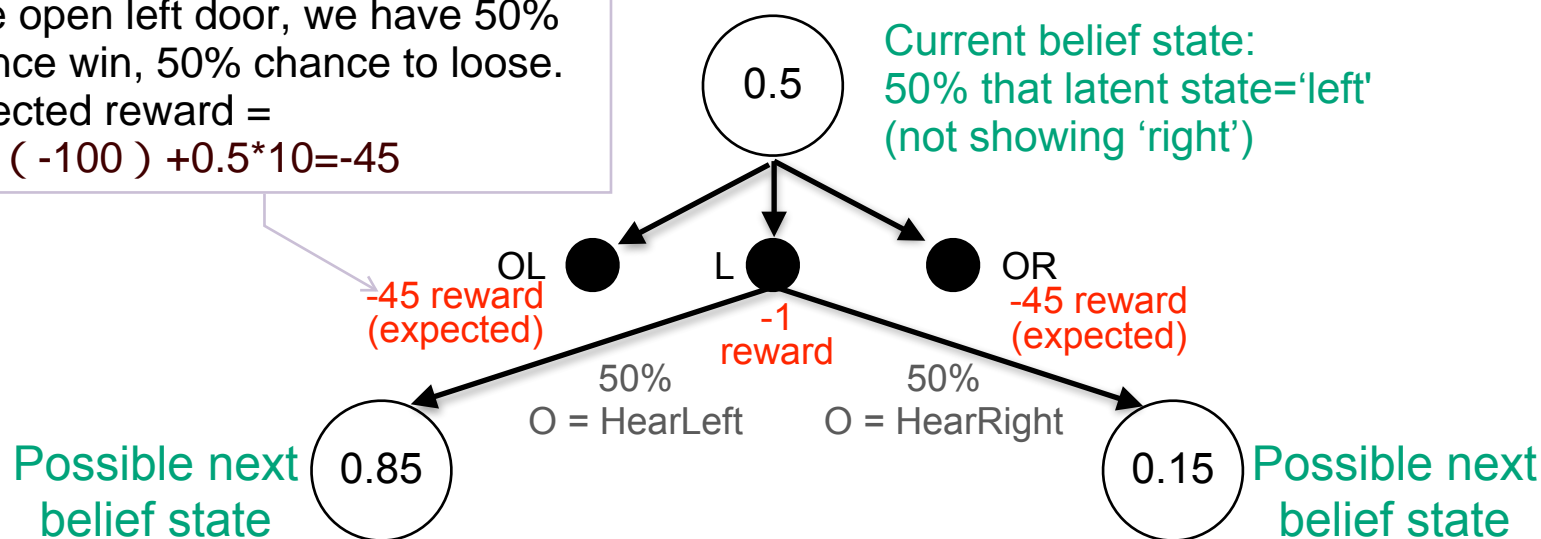 open left door, we have 50%
win, 50% chance to loose.
reward =
( -100 ) +0.5*10=-45
0.5
Current belief state:
50% that latent state=‘left'
(not showing ‘right’)
OL
-45 reward
(expected)
L
-1
reward
OR
-45 reward
(expected)
50%
O = HearLeft
50%
O = HearRight
Possible next
belief state
0.85
0.15
Possible next
belief state